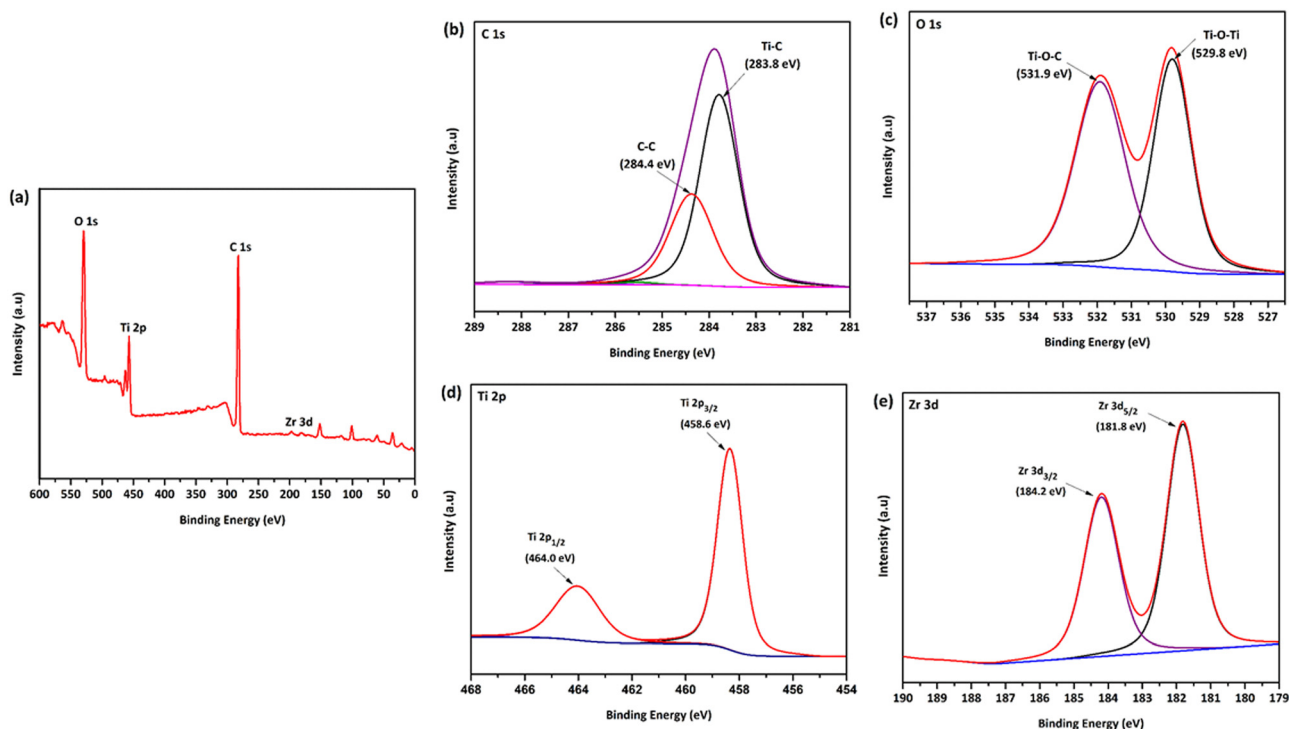 (a)
O 1s
C 1s
Ti 2p
Zr 3d
Intensity (a.u)
600 550 500 450 400 350 300 250 200 150 100 50 0
Binding Energy (eV)
(b)
C 1s
Ti-C
(283.8 eV)
C-C
(284.4 eV)
Intensity (a.u)
289 288 287 286 285 284 283 282 281
Binding Energy (eV)
(c)
O 1s
Ti-O-C
(531.9 eV)
Ti-O-Ti
(529.8 eV)
Intensity (a.u)
537 536 535 534 533 532 531 530 529 528 527
Binding Energy (eV)
(d)
Ti 2p
Ti 2p3/2
(458.6 eV)
Ti 2p1/2
(464.0 eV)
Intensity (a.u)
468 466 464 462 460 458 456 454
Binding Energy (eV)
(e)
Zr 3d
Zr 3d5/2
(181.8 eV)
Zr 3d3/2
(184.2 eV)
Intensity (a.u)
190 189 188 187 186 185 184 183 182 181 180 179
Binding Energy (eV)